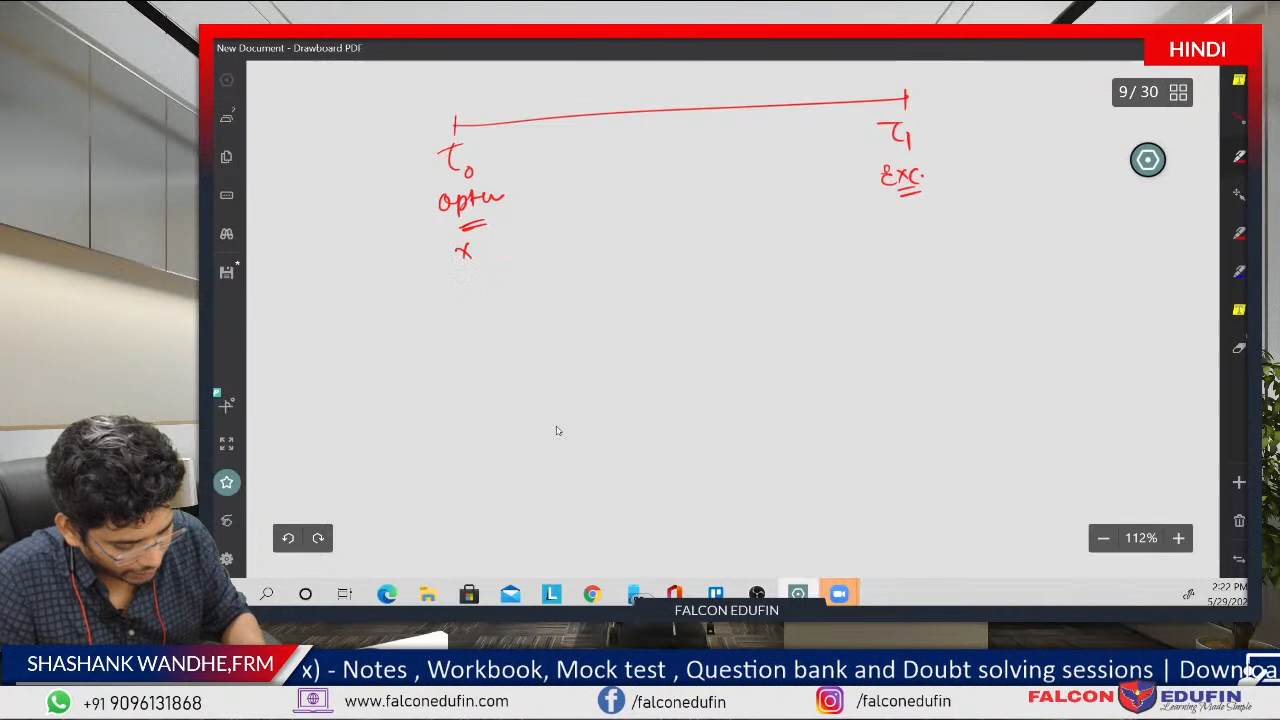 HINDI
New Document - Drawboard PDF
9/ 30
T0
T1
optn
Exc.
x
112%
2:22 PM
FALCON EDUFIN
SHASHANK WANDHE,FRM
x) - Notes , Workbook, Mock test , Question bank and Doubt solving sessions |
+91 9096131868
www.falconedufin.com
/falconedufin
/falconedufin
FALCON EDUFIN
Learning Made Simple